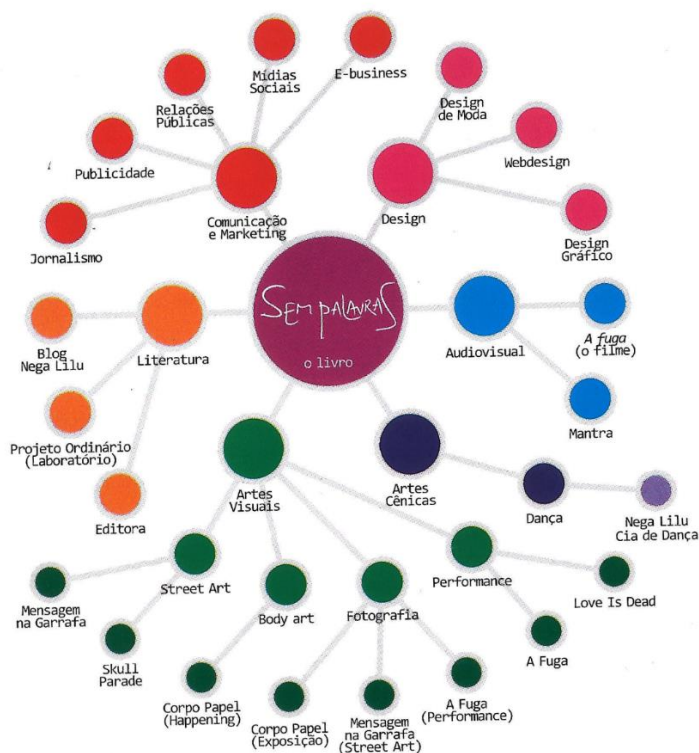 Mídias
Sociais
E-business
Relações
Públicas
Design
de Moda
Publicidade
Webdesign
Comunicação
e Marketing
Design
Jornalismo
Design
Gráfico
SEM PALAVRAS
o livro
Blog
Nega Lilu
Literatura
Audiovisual
A fuga
(o filme)
Mantra
Projeto Ordinário
(Laboratório)
Editora
Artes
Visuais
Artes
Cênicas
Dança
Nega Lilu
Cia de Dança
Mensagem
na Garrafa
Street Art
Body art
Fotografia
Performance
Love Is Dead
Skull
Parade
A Fuga
Corpo Papel
(Happening)
Corpo Papel
(Exposição)
Mensagem
na Garrafa
(Street Art)
A Fuga
(Performance)